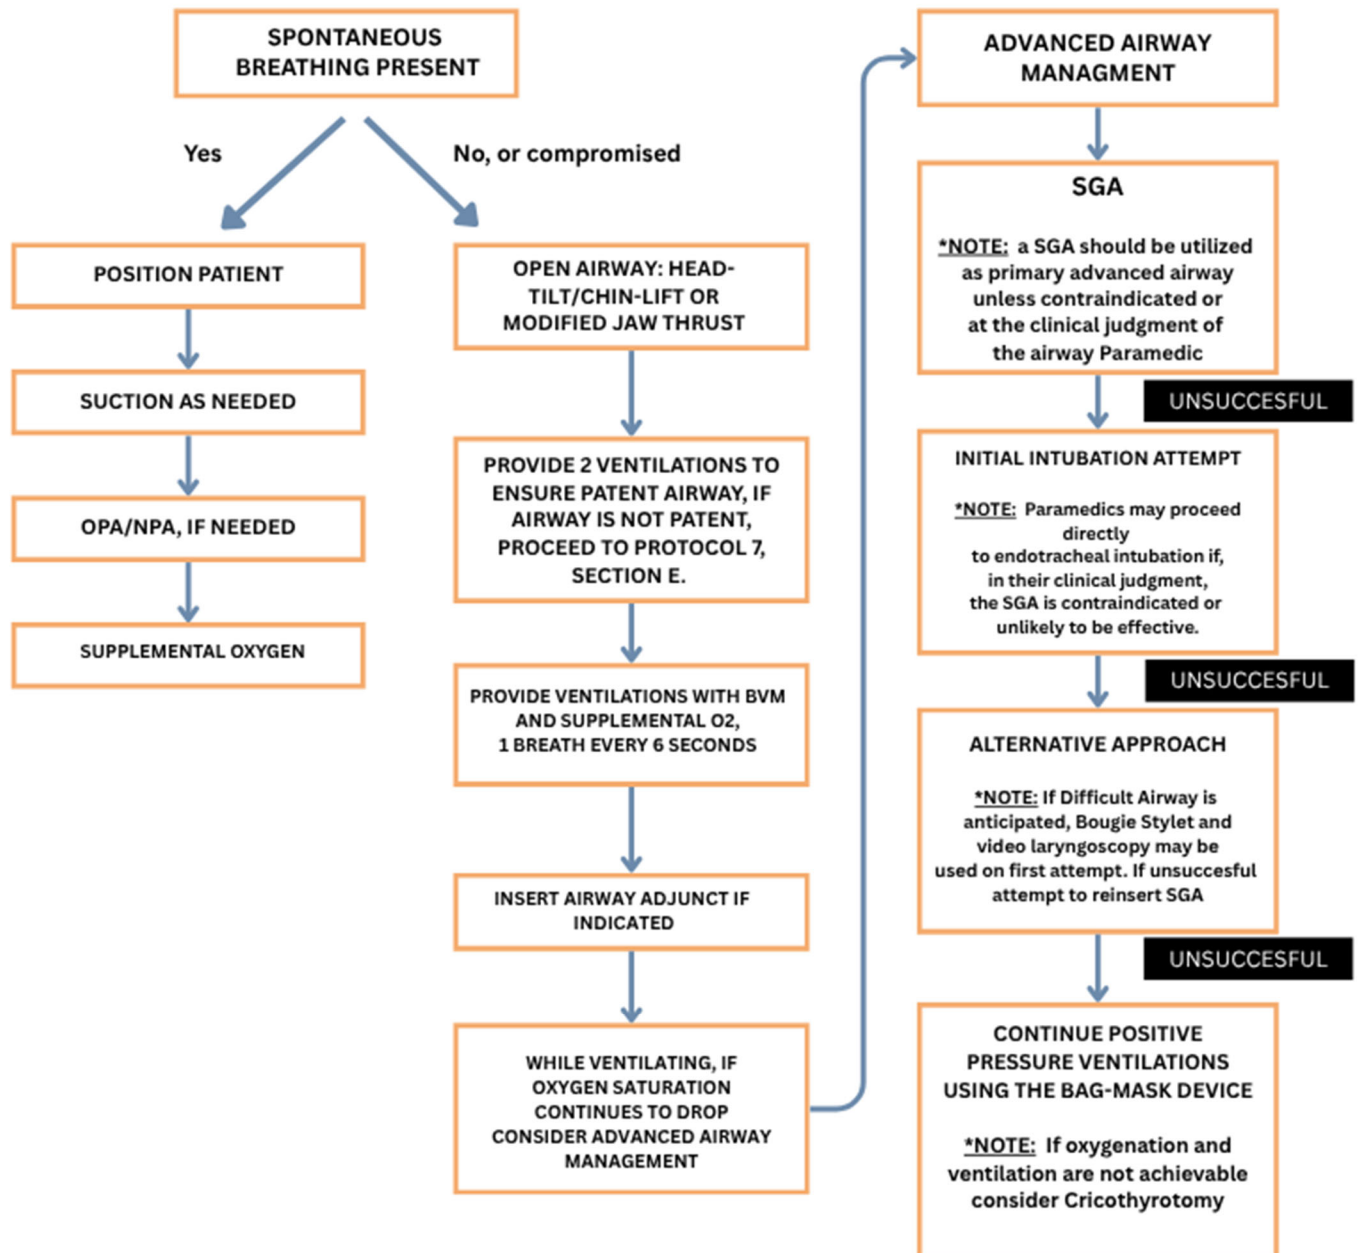 SPONTANEOUS
BREATHING PRESENT
Yes
No, or compromised
POSITION PATIENT
SUCTION AS NEEDED
OPA/NPA, IF NEEDED
SUPPLEMENTAL OXYGEN
OPEN AIRWAY: HEAD-
TILT/CHIN-LIFT OR
MODIFIED JAW THRUST
PROVIDE 2 VENTILATIONS TO
ENSURE PATENT AIRWAY, IF
AIRWAY IS NOT PATENT,
PROCEED TO PROTOCOL 7,
SECTION E.
PROVIDE VENTILATIONS WITH BVM
AND SUPPLEMENTAL O2,
1 BREATH EVERY 6 SECONDS
INSERT AIRWAY ADJUNCT IF
INDICATED
WHILE VENTILATING, IF
OXYGEN SATURATION
CONTINUES TO DROP
CONSIDER ADVANCED AIRWAY
MANAGEMENT
ADVANCED AIRWAY
MANAGMENT
SGA
*NOTE: a SGA should be utilized
as primary advanced airway
unless contraindicated or
at the clinical judgment of
the airway Paramedic
UNSUCCESFUL
INITIAL INTUBATION ATTEMPT
*NOTE: Paramedics may proceed
directly
to endotracheal intubation if,
in their clinical judgment,
the SGA is contraindicated or
unlikely to be effective.
UNSUCCESFUL
ALTERNATIVE APPROACH
*NOTE: If Difficult Airway is
anticipated, Bougie Stylet and
video laryngoscopy may be
used on first attempt. If unsuccesful
attempt to reinsert SGA
UNSUCCESFUL
CONTINUE POSITIVE
PRESSURE VENTILATIONS
USING THE BAG-MASK DEVICE
*NOTE: If oxygenation and
ventilation are not achievable
consider Cricothyrotomy